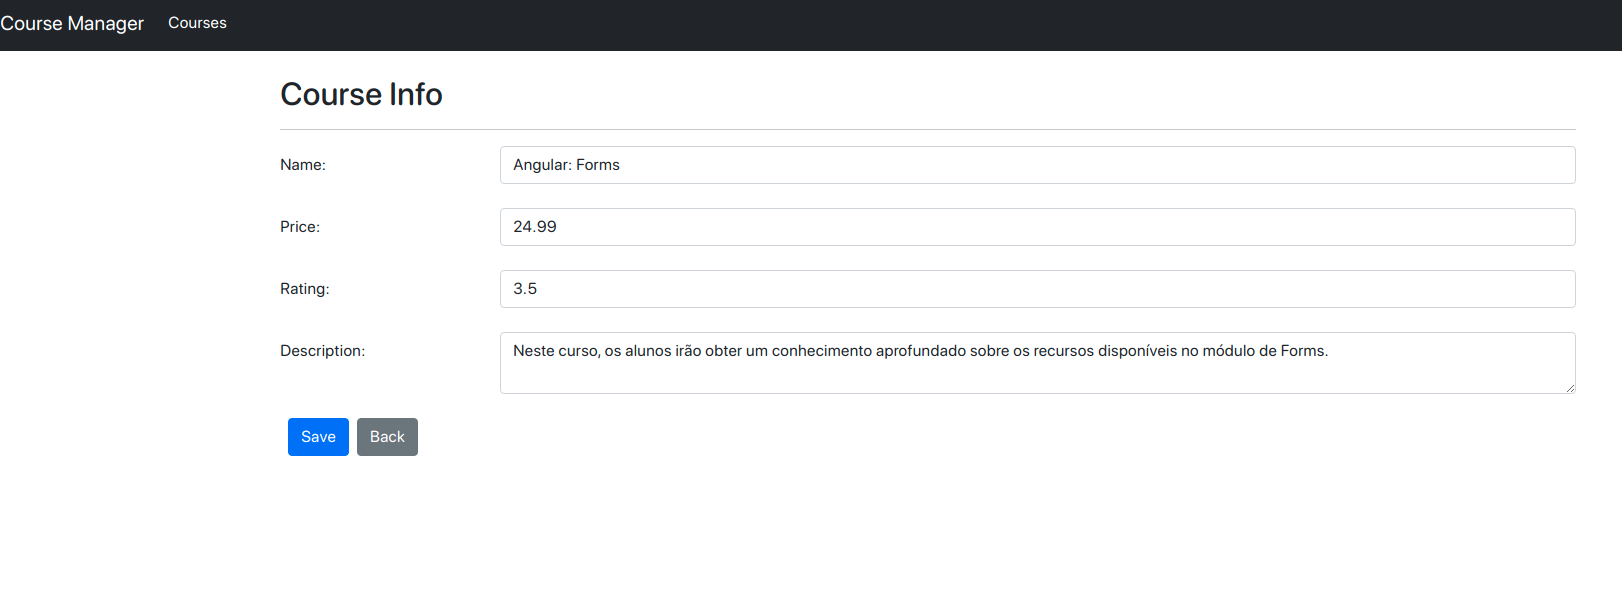 Course Manager Courses
Course Info
Name: Angular: Forms
Price: 24.99
Rating: 3.5
Description: Neste curso, os alunos irão obter um conhecimento aprofundado sobre os recursos disponíveis no módulo de Forms.
Save Back